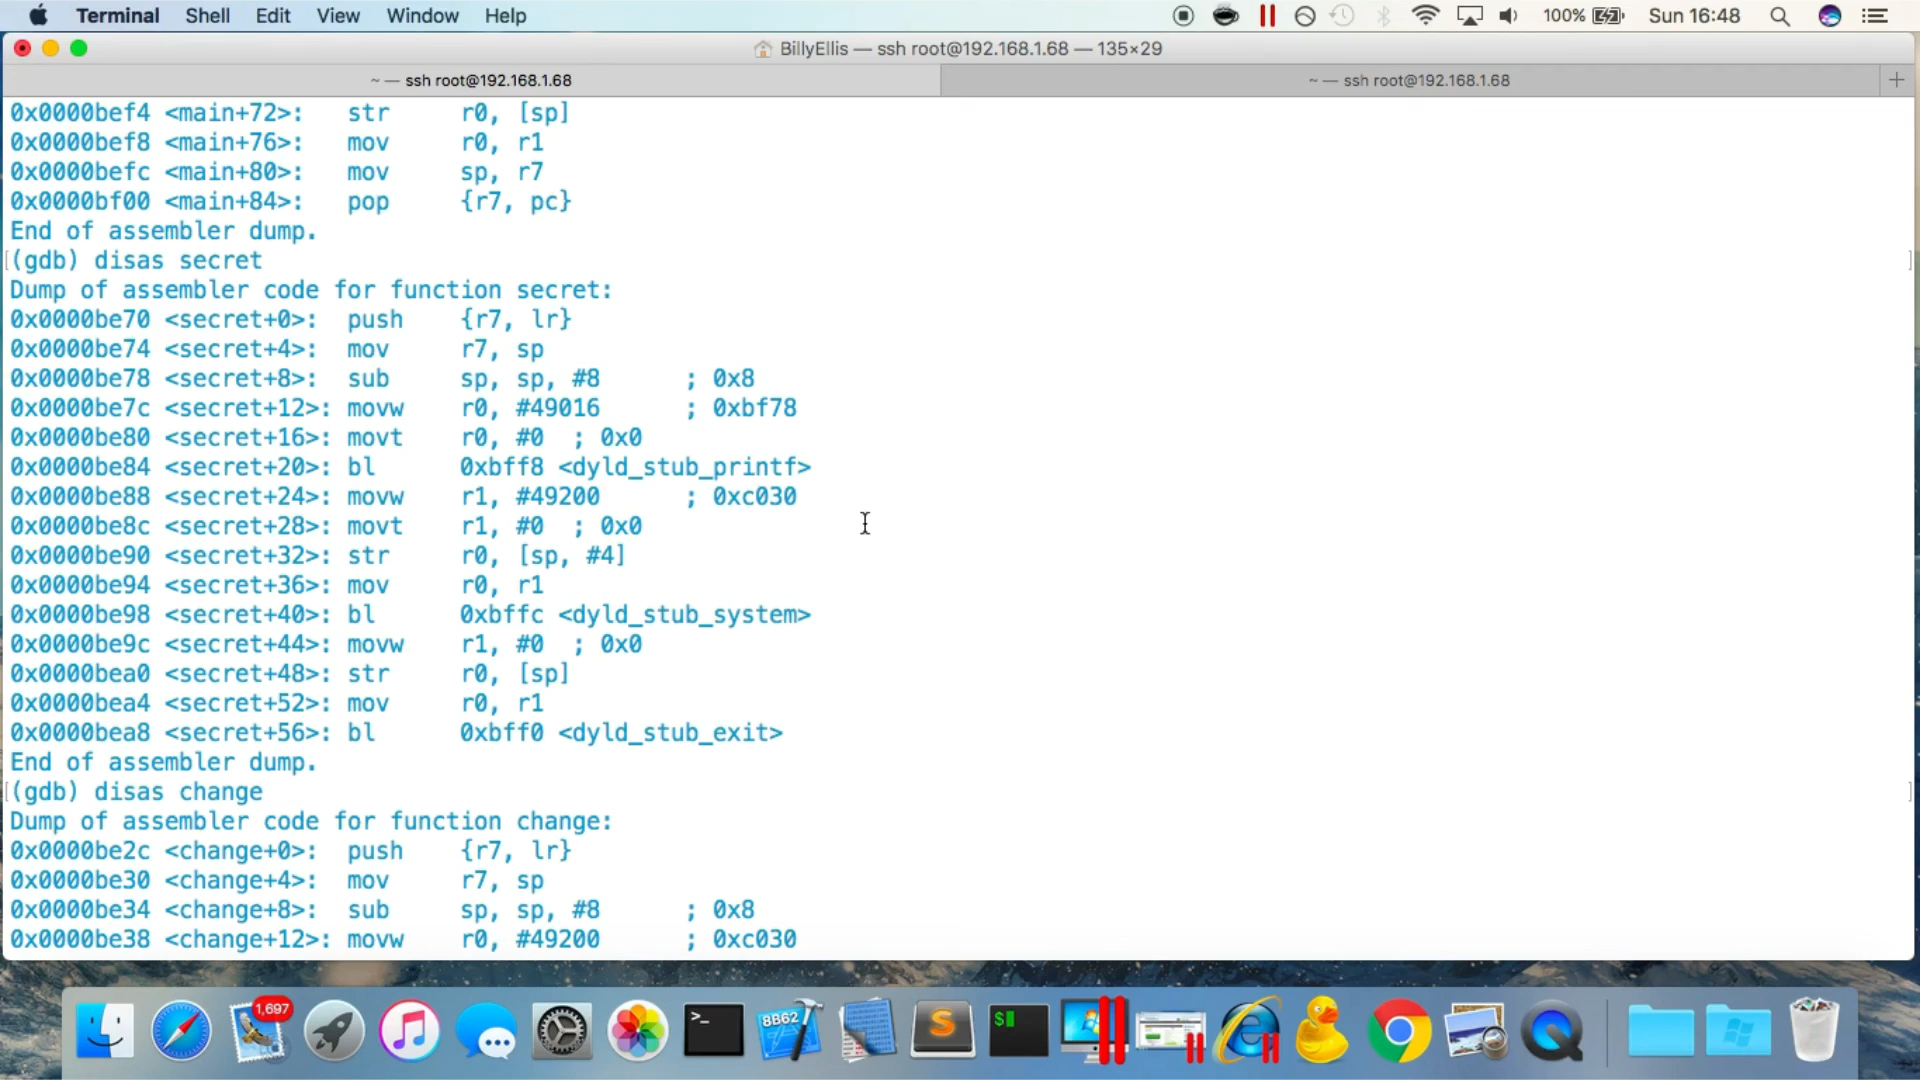 Terminal Shell Edit View Window Help 100% Sun 16:48
BillyEllis — ssh root@192.168.1.68 — 135×29
~ — ssh root@192.168.1.68 ~ — ssh root@192.168.1.68 +
0x0000bef4 <main+72>: str r0, [sp]
0x0000bef8 <main+76>: mov r0, r1
0x0000befc <main+80>: mov sp, r7
0x0000bf00 <main+84>: pop {r7, pc}
End of assembler dump.
[(gdb) disas secret ]
Dump of assembler code for function secret:
0x0000be70 <secret+0>: push {r7, lr}
0x0000be74 <secret+4>: mov r7, sp
0x0000be78 <secret+8>: sub sp, sp, #8 ; 0x8
0x0000be7c <secret+12>: movw r0, #49016 ; 0xbf78
0x0000be80 <secret+16>: movt r0, #0 ; 0x0
0x0000be84 <secret+20>: bl 0xbff8 <dyld_stub_printf>
0x0000be88 <secret+24>: movw r1, #49200 ; 0xc030
0x0000be8c <secret+28>: movt r1, #0 ; 0x0
0x0000be90 <secret+32>: str r0, [sp, #4]
0x0000be94 <secret+36>: mov r0, r1
0x0000be98 <secret+40>: bl 0xbffc <dyld_stub_system>
0x0000be9c <secret+44>: movw r1, #0 ; 0x0
0x0000bea0 <secret+48>: str r0, [sp]
0x0000bea4 <secret+52>: mov r0, r1
0x0000bea8 <secret+56>: bl 0xbff0 <dyld_stub_exit>
End of assembler dump.
[(gdb) disas change ]
Dump of assembler code for function change:
0x0000be2c <change+0>: push {r7, lr}
0x0000be30 <change+4>: mov r7, sp
0x0000be34 <change+8>: sub sp, sp, #8 ; 0x8
0x0000be38 <change+12>: movw r0, #49200 ; 0xc030
1,697
>_
8B62
S
$